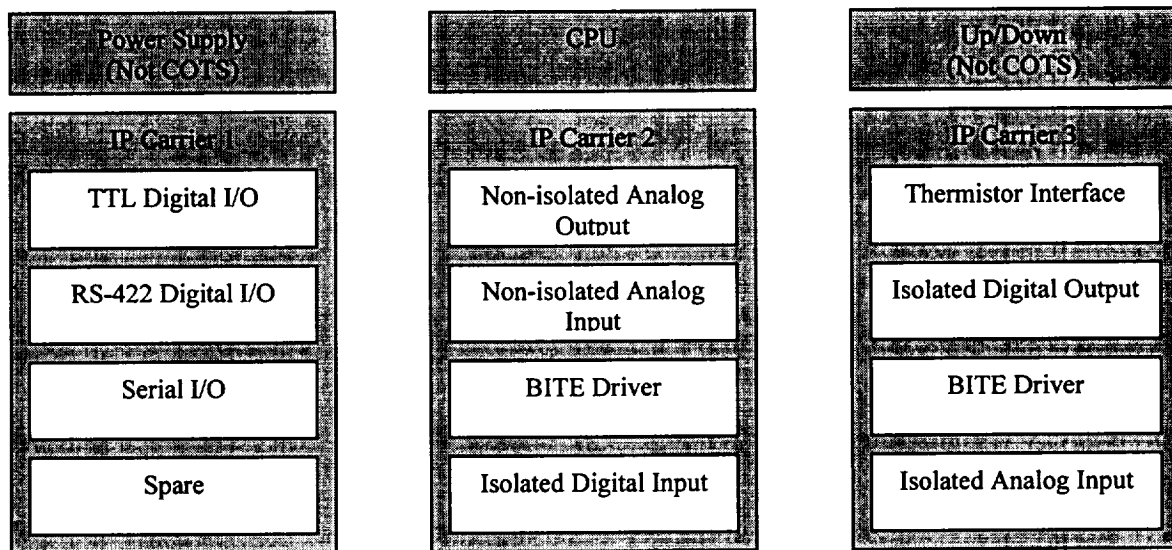 Power Supply
(Not COTS)
CPU
Up/Down
(Not COTS)
IP Carrier 1
TTL Digital I/O
RS-422 Digital I/O
Serial I/O
Spare
IP Carrier 2
Non-isolated Analog
Output
Non-isolated Analog
Input
BITE Driver
Isolated Digital Input
IP Carrier 3
Thermistor Interface
Isolated Digital Output
BITE Driver
Isolated Analog Input